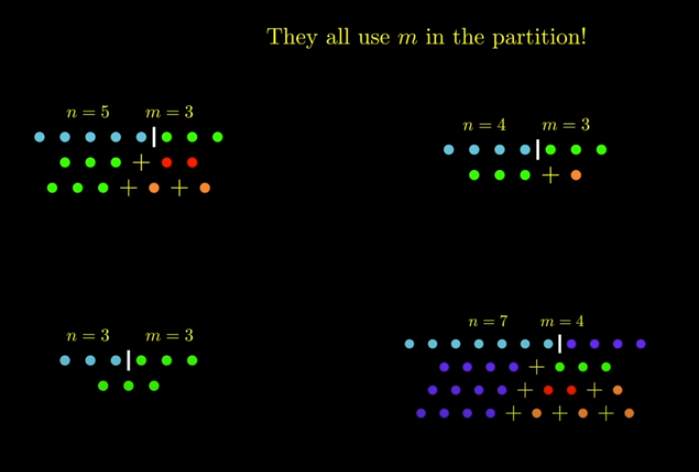 They all use m in the partition!
n = 5 m = 3
+
+ +
n = 4 m = 3
+
n = 3 m = 3
n = 7 m = 4
+
+ +
+ + +